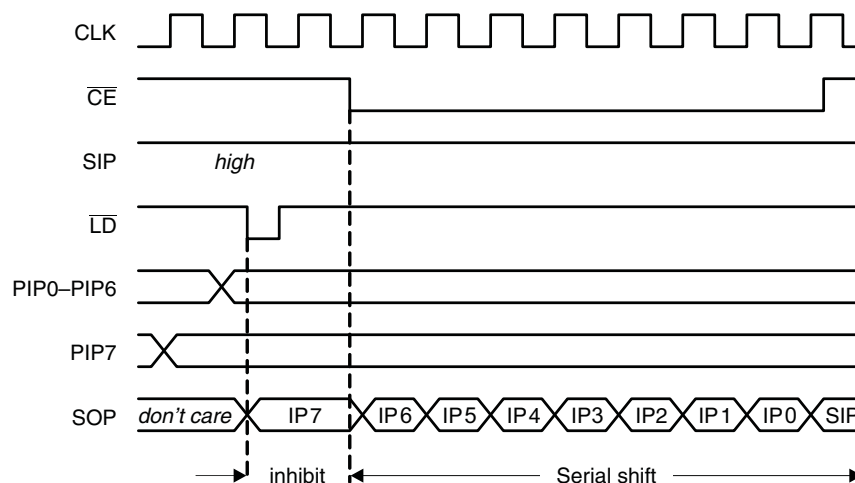 CLK
CE
SIP
high
LD
PIP0–PIP6
PIP7
SOP
don't care IP7 IP6 IP5 IP4 IP3 IP2 IP1 IP0 SIP
inhibit Serial shift